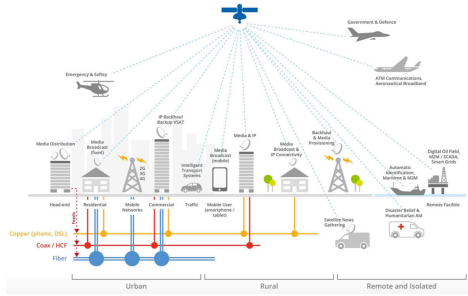 Government & Defence
ATM Communications,
Aeronautical Broadband
Emergency & Saftey
IP Backhaul/
Backup VSAT
Media Distribution
Media
Broadcast
(fixed)
2G
3G
4G
Intelligent
Transport
Systems
Media
Broadcast
(mobile)
Media & IP
Media
Broadcast &
IP Connectivity
Backhaul
& Media
Provisioning
Automatic
Identification,
Maritime & M2M
Digital Oil Field,
M2M / SCADA,
Smart Grids
Head-end
Residential
Mobile
Networks
Commercial
Traffic
Mobile User
(smartphone /
tablet)
Satellite News
Gathering
Disaster Relief &
Humanitarian Aid
Remote Facilitie
Feeds
Copper (phone, DSL)
Coax / HCF
Fiber
Urban
Rural
Remote and Isolated